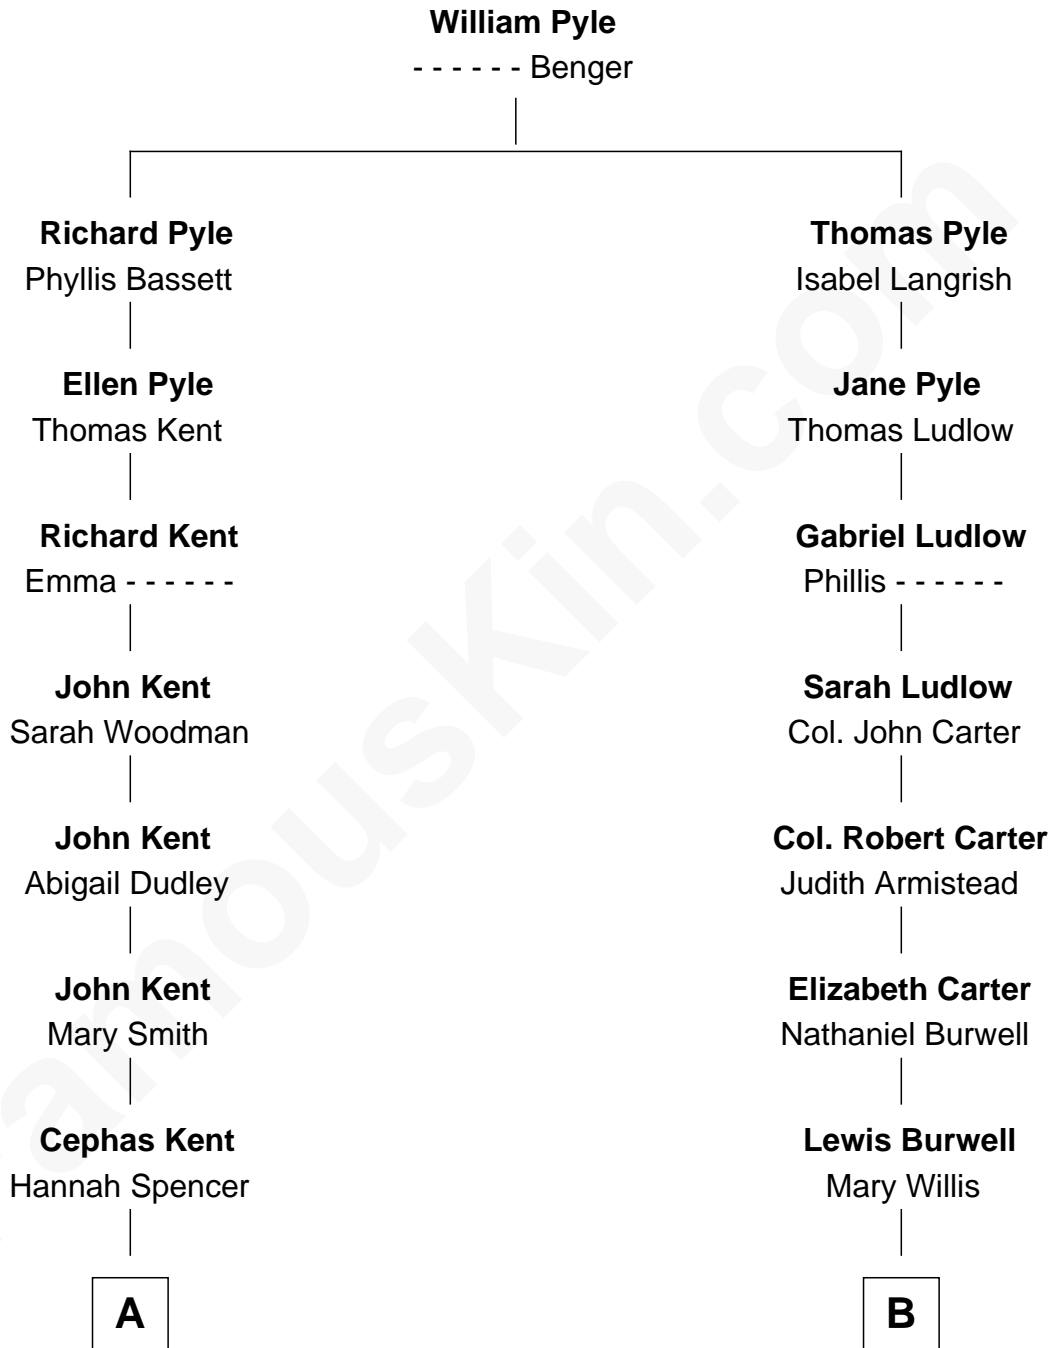 William Pyle
- - - - - - Benger
Richard Pyle
Phyllis Bassett
Thomas Pyle
Isabel Langrish
Ellen Pyle
Thomas Kent
Jane Pyle
Thomas Ludlow
Richard Kent
Emma - - - - - -
Gabriel Ludlow
Phillis - - - - - -
John Kent
Sarah Woodman
Sarah Ludlow
Col. John Carter
John Kent
Abigail Dudley
Col. Robert Carter
Judith Armistead
John Kent
Mary Smith
Elizabeth Carter
Nathaniel Burwell
Cephas Kent
Hannah Spencer
Lewis Burwell
Mary Willis
A
B
famouskin.com